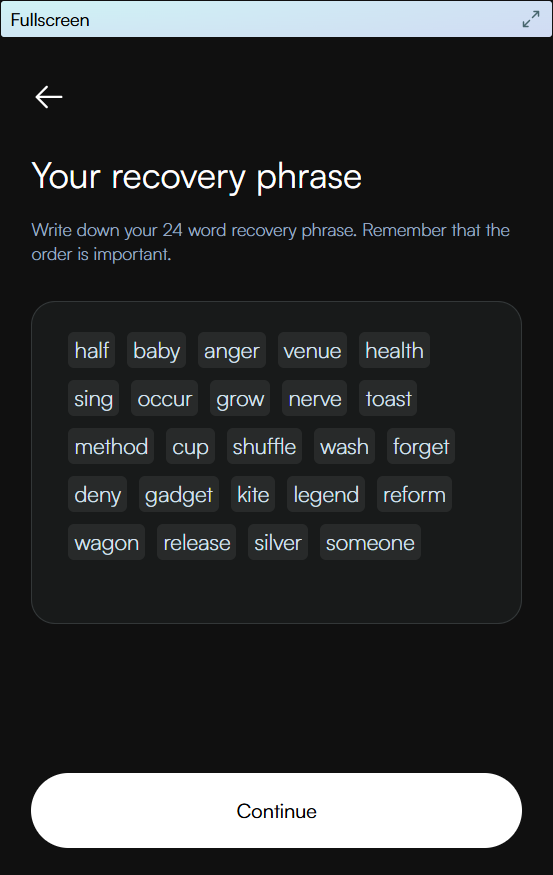 Fullscreen
Your recovery phrase
Write down your 24 word recovery phrase. Remember that the
order is important.
half baby anger venue health
sing occur grow nerve toast
method cup shuffle wash forget
deny gadget kite legend reform
wagon release silver someone
Continue